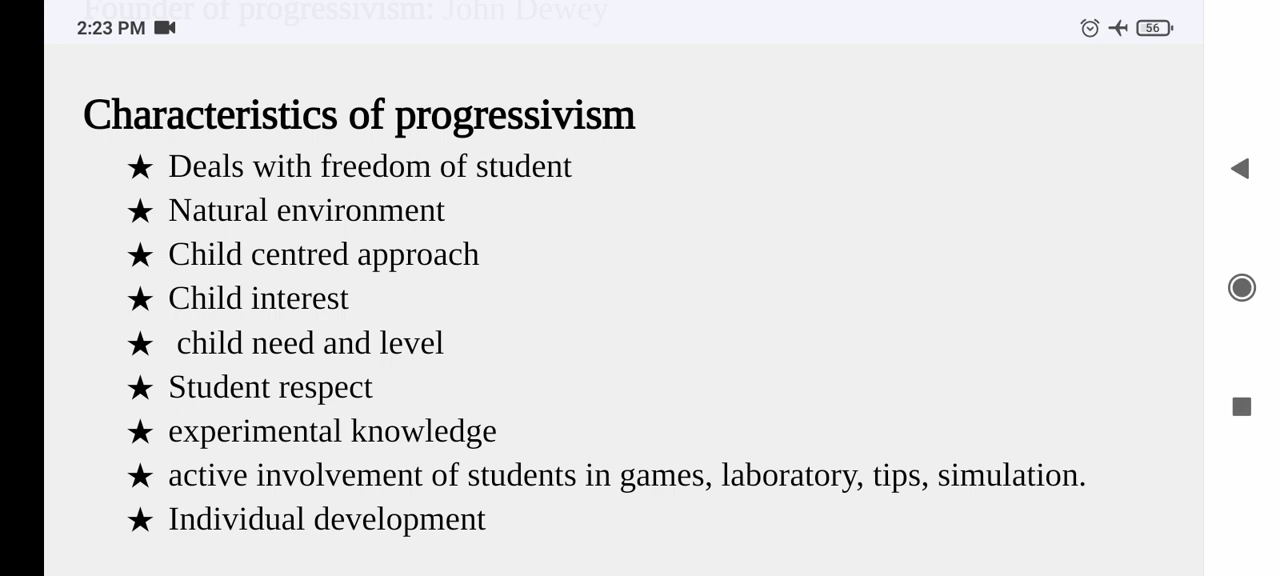 Founder of progressivism: John Dewey
2:23 PM
56
Characteristics of progressivism
★ Deals with freedom of student
★ Natural environment
★ Child centred approach
★ Child interest
★ child need and level
★ Student respect
★ experimental knowledge
★ active involvement of students in games, laboratory, tips, simulation.
★ Individual development